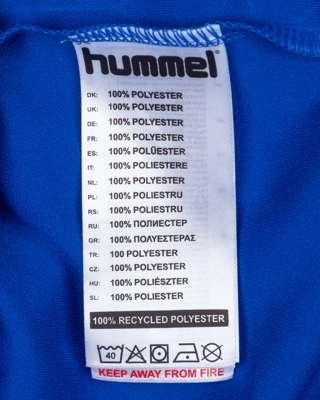 hummel
DK: 100% POLYESTER
UK: 100% POLYESTER
DE: 100% POLYESTER
FR: 100% POLYESTER
ES: 100% POLÜESTER
IT: 100% POLIESTERE
NL: 100% POLYESTER
PL: 100% POLIESTRU
RS: 100% POLIESTRU
RU: 100% ПОЛИЕСТЕР
GR: 100% ΠΟΛΥΕΣΤΕΡΑΣ
TR: 100 POLYESTER
CZ: 100% POLYESTER
HU: 100% POLIÉSZTER
SL: 100% POLIESTER
100% RECYCLED POLYESTER
40
KEEP AWAY FROM FIRE